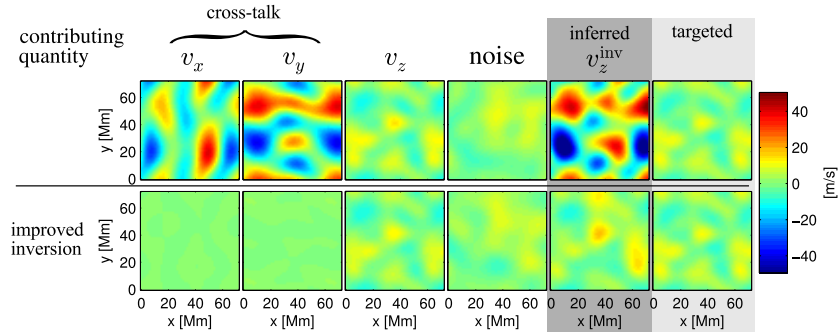 cross-talk
contributing quantity
v_x v_y v_z noise inferred v_z^inv targeted
y [Mm] 60 40 20 0
40 20 0 −20 −40 [m/s]
improved inversion
y [Mm] 60 40 20 0
0 20 40 60 0 20 40 60 0 20 40 60 0 20 40 60 0 20 40 60 0 20 40 60
x [Mm] x [Mm] x [Mm] x [Mm] x [Mm] x [Mm]